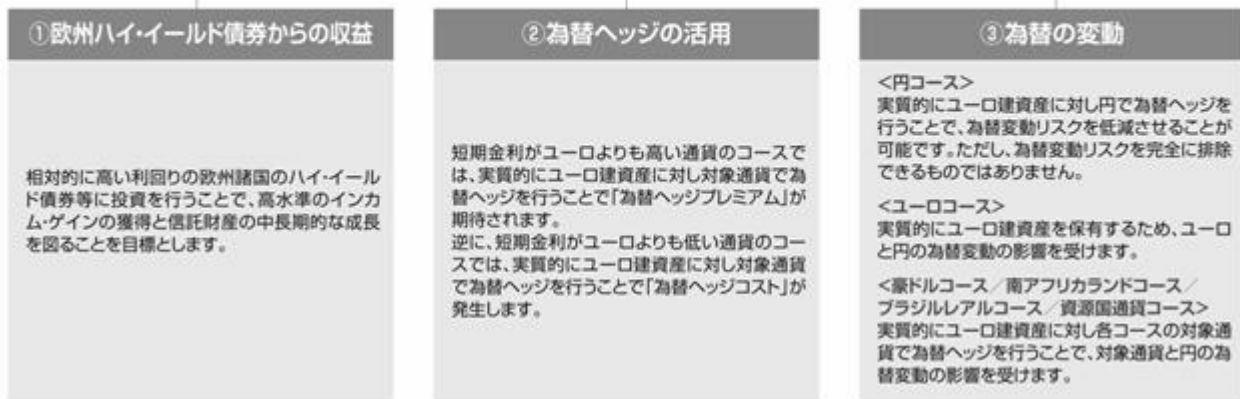 ①欧州ハイ・イールド債券からの収益
相対的に高い利回りの欧州諸国のハイ・イール
ド債券等に投資を行うことで、高水準のインカ
ム・ゲインの獲得と信託財産の中長期的な成長
を図ることを目標とします。
②為替ヘッジの活用
短期金利がユーロよりも高い通貨のコースで
は、実質的にユーロ建資産に対し対象通貨で為
替ヘッジを行うことで「為替ヘッジプレミアム」が
期待されます。
逆に、短期金利がユーロよりも低い通貨のコー
スでは、実質的にユーロ建資産に対し対象通貨
で為替ヘッジを行うことで「為替ヘッジコスト」が
発生します。
③為替の変動
<円コース>
実質的にユーロ建資産に対し円で為替ヘッジを
行うことで、為替変動リスクを低減させることが
可能です。ただし、為替変動リスクを完全に排除
できるものではありません。
<ユーロコース>
実質的にユーロ建資産を保有するため、ユーロ
と円の為替変動の影響を受けます。
<豪ドルコース／南アフリカランドコース／
ブラジルレアルコース／資源国通貨コース>
実質的にユーロ建資産に対し各コースの対象通
貨で為替ヘッジを行うことで、対象通貨と円の為
替変動の影響を受けます。